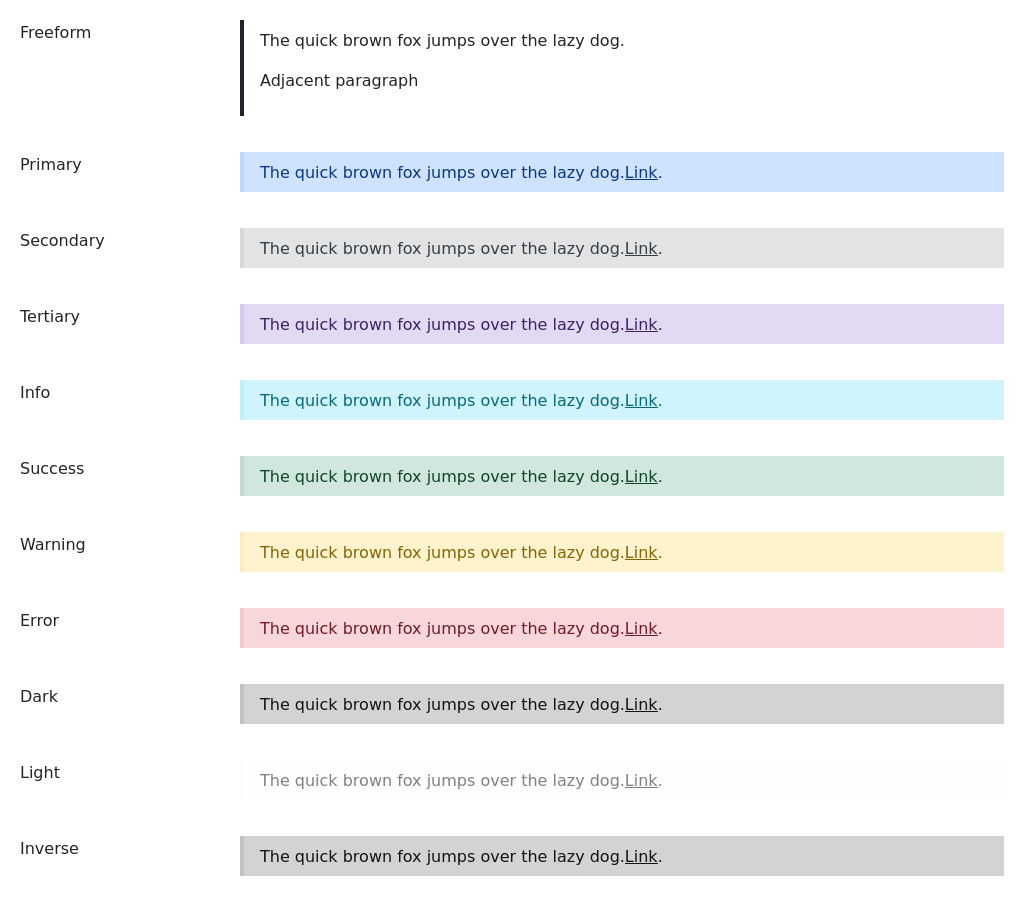 Freeform
The quick brown fox jumps over the lazy dog.
Adjacent paragraph
Primary
The quick brown fox jumps over the lazy dog.Link.
Secondary
The quick brown fox jumps over the lazy dog.Link.
Tertiary
The quick brown fox jumps over the lazy dog.Link.
Info
The quick brown fox jumps over the lazy dog.Link.
Success
The quick brown fox jumps over the lazy dog.Link.
Warning
The quick brown fox jumps over the lazy dog.Link.
Error
The quick brown fox jumps over the lazy dog.Link.
Dark
The quick brown fox jumps over the lazy dog.Link.
Light
The quick brown fox jumps over the lazy dog.Link.
Inverse
The quick brown fox jumps over the lazy dog.Link.